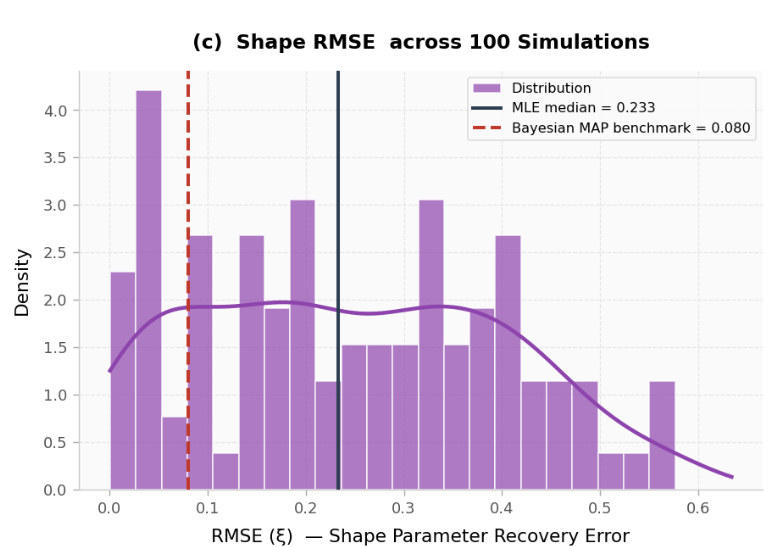 (c)  Shape RMSE  across 100 Simulations
Distribution
MLE median = 0.233
Bayesian MAP benchmark = 0.080
Density
4.0
3.5
3.0
2.5
2.0
1.5
1.0
0.5
0.0
0.0 0.1 0.2 0.3 0.4 0.5 0.6
RMSE (ξ)  — Shape Parameter Recovery Error